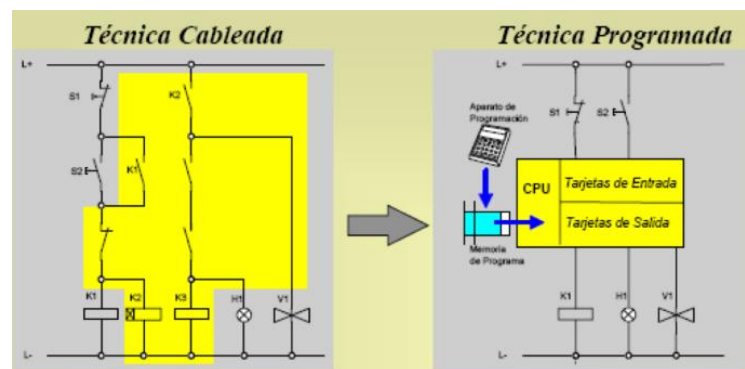 Técnica Cableada
L+
S1
K2
S2
K1
K1
K2
K3
H1
V1
L-
Técnica Programada
L+
S1
S2
Aparato de
Programación
CPU
Tarjetas de Entrada
Tarjetas de Salida
Memoria
de Programa
K1
H1
V1
L-